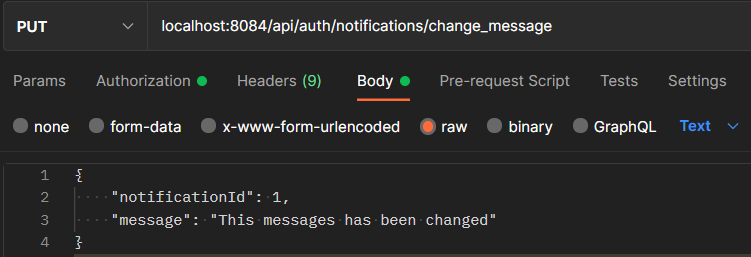 PUT localhost:8084/api/auth/notifications/change_message
Params Authorization Headers (9) Body Pre-request Script Tests Settings
none form-data x-www-form-urlencoded raw binary GraphQL Text
1 {
2 ····"notificationId":·1,
3 ····"message":·"This·messages·has·been·changed"
4 }